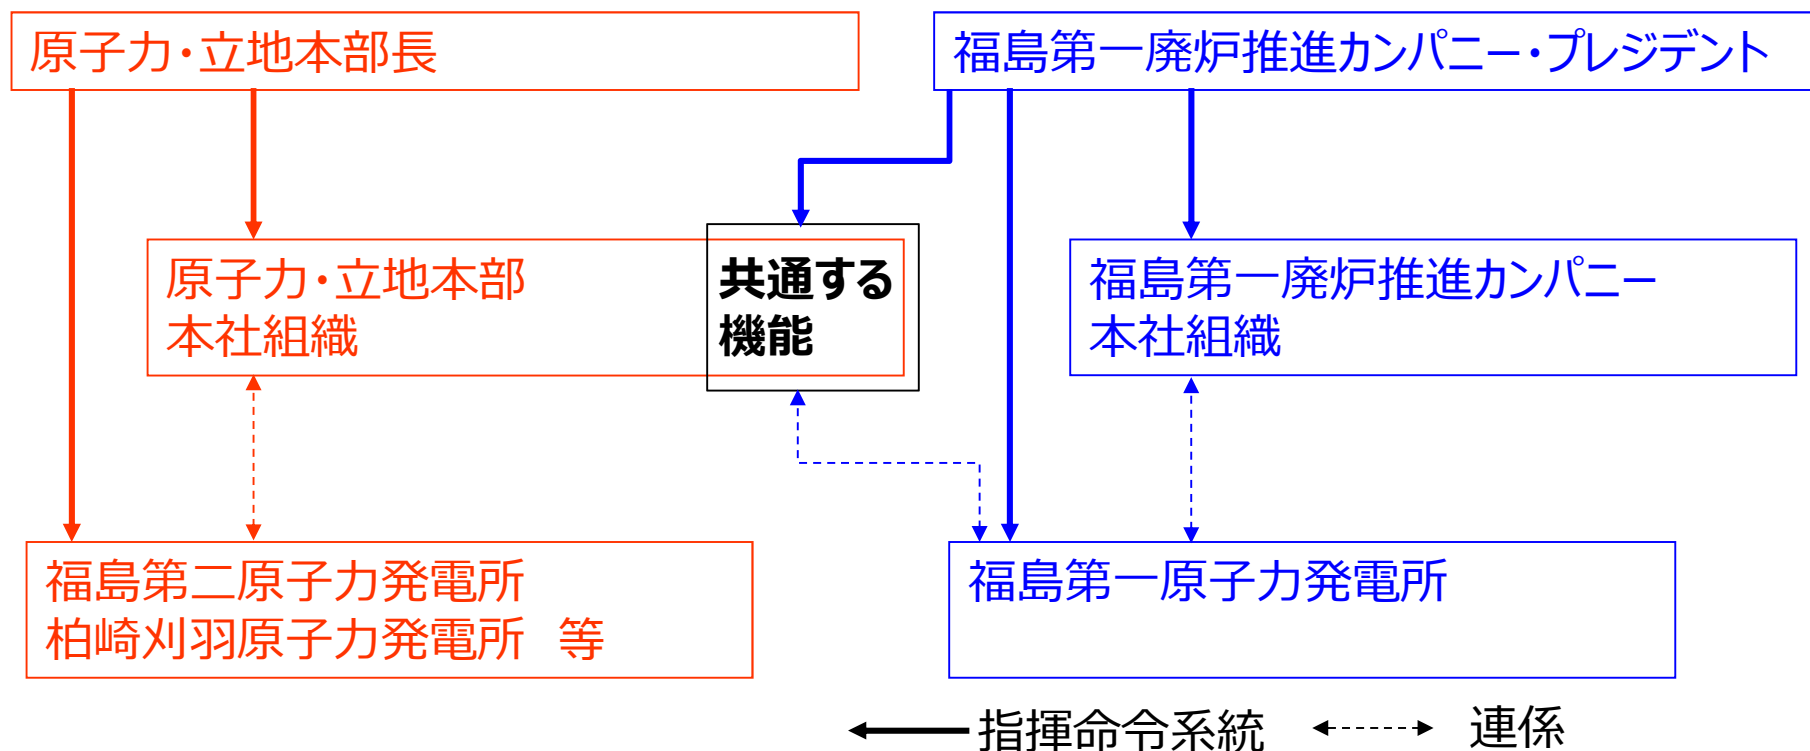 原子力・立地本部長
福島第一廃炉推進カンパニー・プレジデント
原子力・立地本部
本社組織
共通する
機能
福島第一廃炉推進カンパニー
本社組織
福島第二原子力発電所
柏崎刈羽原子力発電所　等
福島第一原子力発電所
指揮命令系統
連係